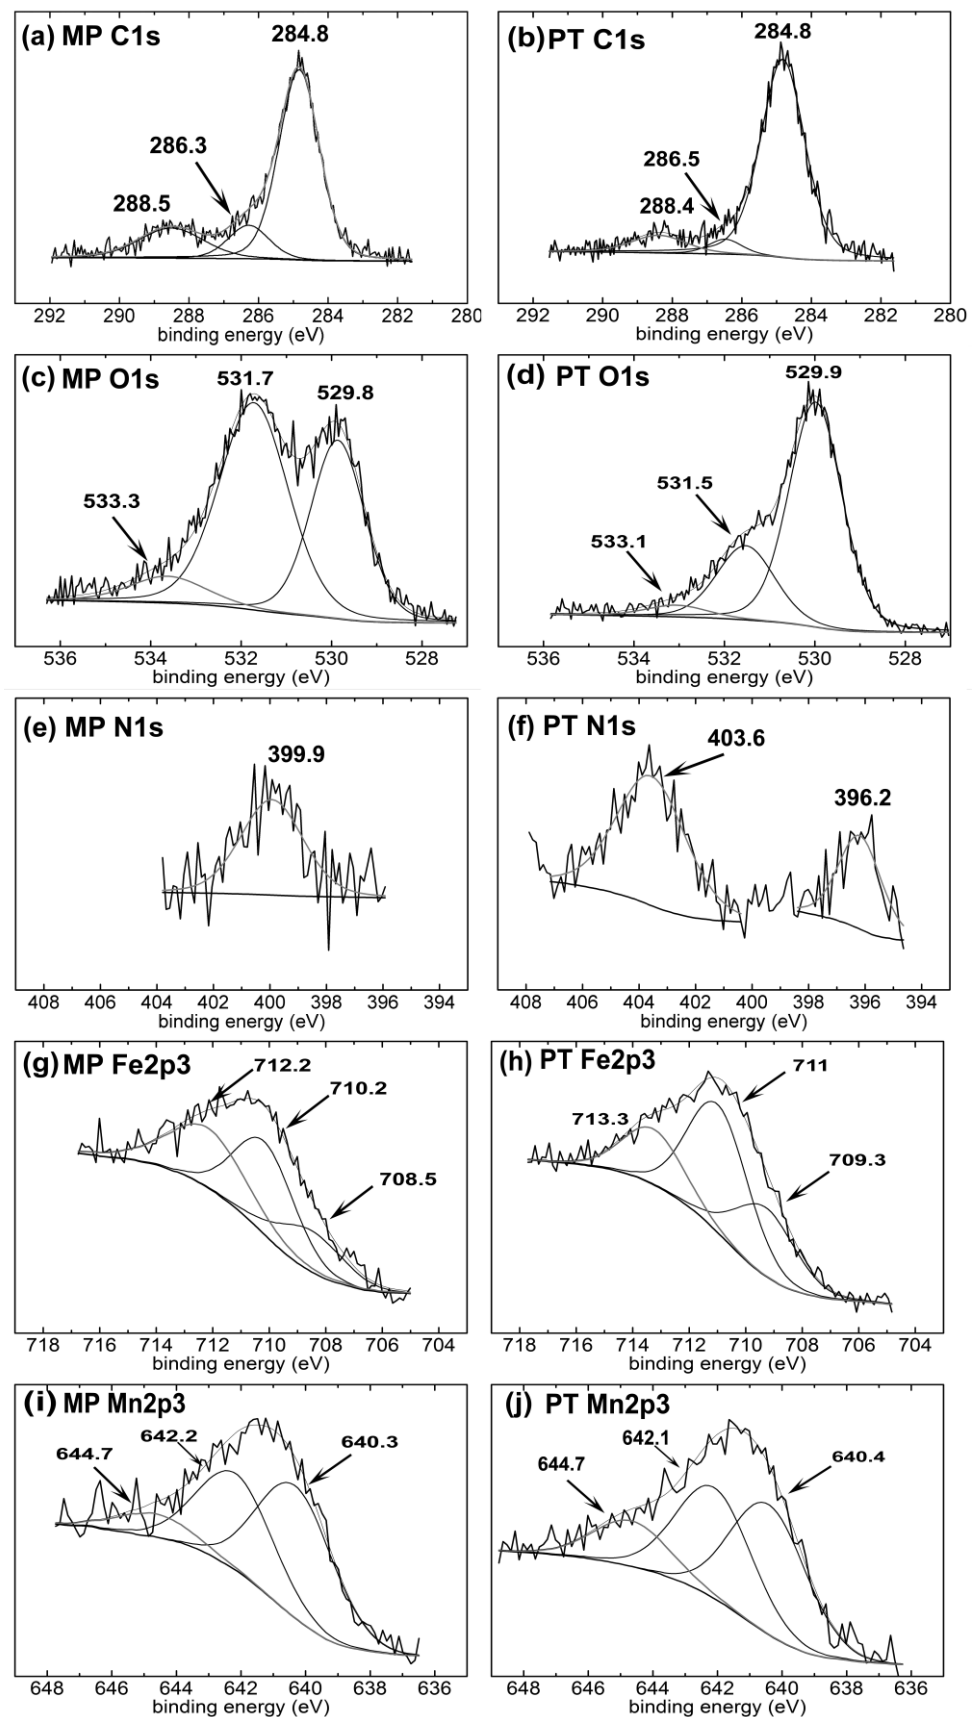 (a) MP C1s
284.8
286.3
288.5
292 290 288 286 284 282 280
binding energy (eV)
(b) PT C1s
284.8
286.5
288.4
292 290 288 286 284 282 280
binding energy (eV)
(c) MP O1s
531.7
529.8
533.3
536 534 532 530 528
binding energy (eV)
(d) PT O1s
529.9
531.5
533.1
536 534 532 530 528
binding energy (eV)
(e) MP N1s
399.9
408 406 404 402 400 398 396 394
binding energy (eV)
(f) PT N1s
403.6
396.2
408 406 404 402 400 398 396 394
binding energy (eV)
(g) MP Fe2p3
712.2
710.2
708.5
718 716 714 712 710 708 706 704
binding energy (eV)
(h) PT Fe2p3
711
713.3
709.3
718 716 714 712 710 708 706 704
binding energy (eV)
(i) MP Mn2p3
642.2
640.3
644.7
648 646 644 642 640 638 636
binding energy (eV)
(j) PT Mn2p3
642.1
640.4
644.7
648 646 644 642 640 638 636
binding energy (eV)